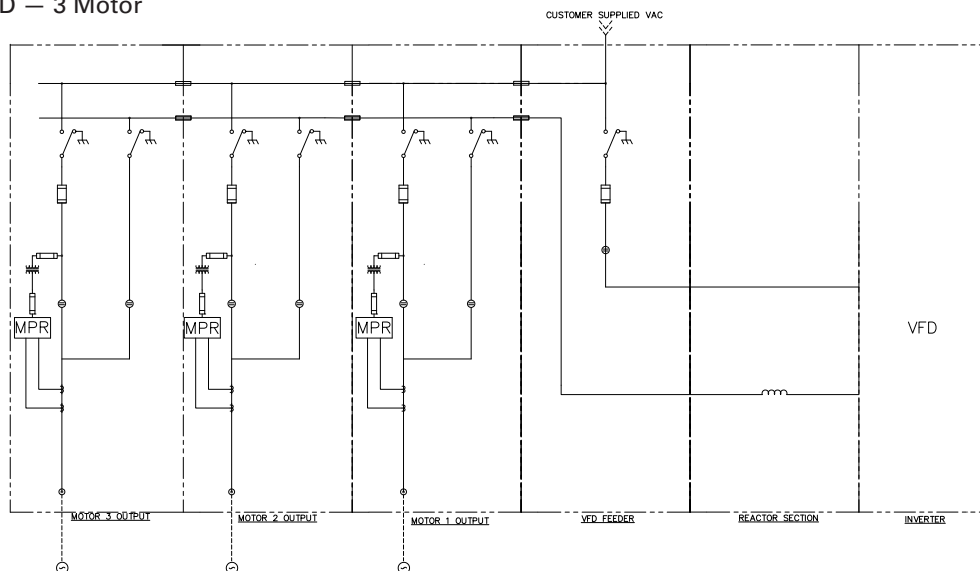 D — 3 Motor
CUSTOMER SUPPLIED VAC
MPR
MPR
MPR
VFD
MOTOR 3 OUTPUT
MOTOR 2 OUTPUT
MOTOR 1 OUTPUT
VFD FEEDER
REACTOR SECTION
INVERTER